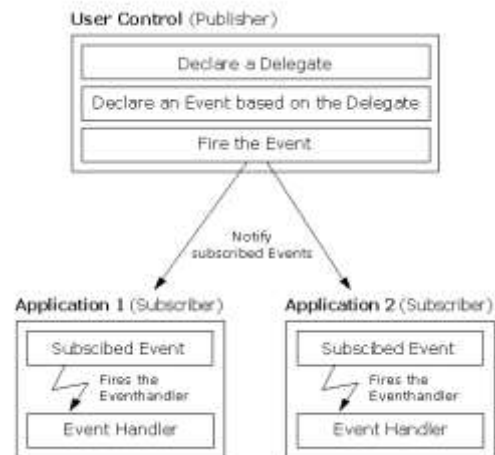 User Control (Publisher)
Declare a Delegate
Declare an Event based on the Delegate
Fire the Event
Notify
subscribed Events
Application 1 (Subscriber)
Subscibed Event
Fires the
Eventhandler
Event Handler
Application 2 (Subscriber)
Subscibed Event
Fires the
Eventhandler
Event Handler